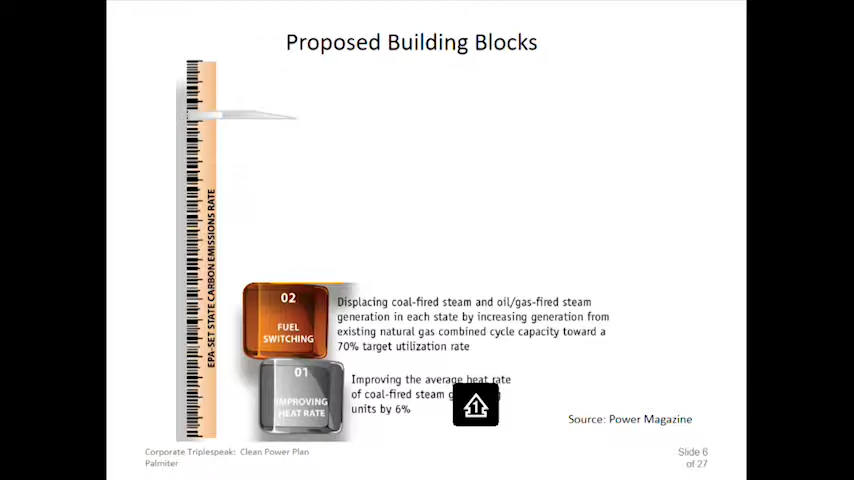 Proposed Building Blocks
EPA-SET STATE CARBON EMISSIONS RATE
02
FUEL
SWITCHING
Displacing coal-fired steam and oil/gas-fired steam
generation in each state by increasing generation from
existing natural gas combined cycle capacity toward a
70% target utilization rate
01
IMPROVING
HEAT RATE
Improving the average heat rate
of coal-fired steam
units by 6%
1
Source: Power Magazine
Corporate Triplespeak: Clean Power Plan
Palmiter
Slide 6
of 27